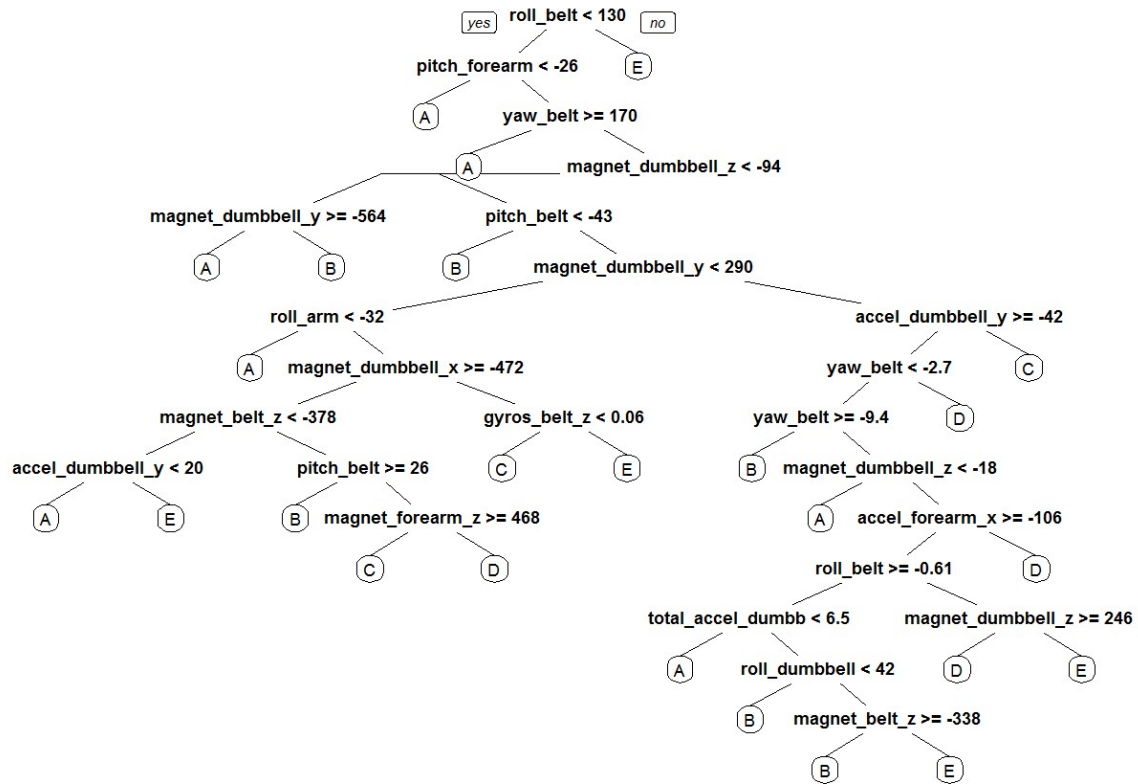 yes roll_belt < 130 no
pitch_forearm < -26 E
A yaw_belt >= 170
A magnet_dumbbell_z < -94
magnet_dumbbell_y >= -564 pitch_belt < -43
A B B magnet_dumbbell_y < 290
roll_arm < -32 accel_dumbbell_y >= -42
A magnet_dumbbell_x >= -472 yaw_belt < -2.7 C
magnet_belt_z < -378 gyros_belt_z < 0.06 yaw_belt >= -9.4 D
accel_dumbbell_y < 20 pitch_belt >= 26 C E B magnet_dumbbell_z < -18
A E B magnet_forearm_z >= 468 A accel_forearm_x >= -106
C D roll_belt >= -0.61 D
total_accel_dumbb < 6.5 magnet_dumbbell_z >= 246
A roll_dumbbell < 42 D E
B magnet_belt_z >= -338
B E